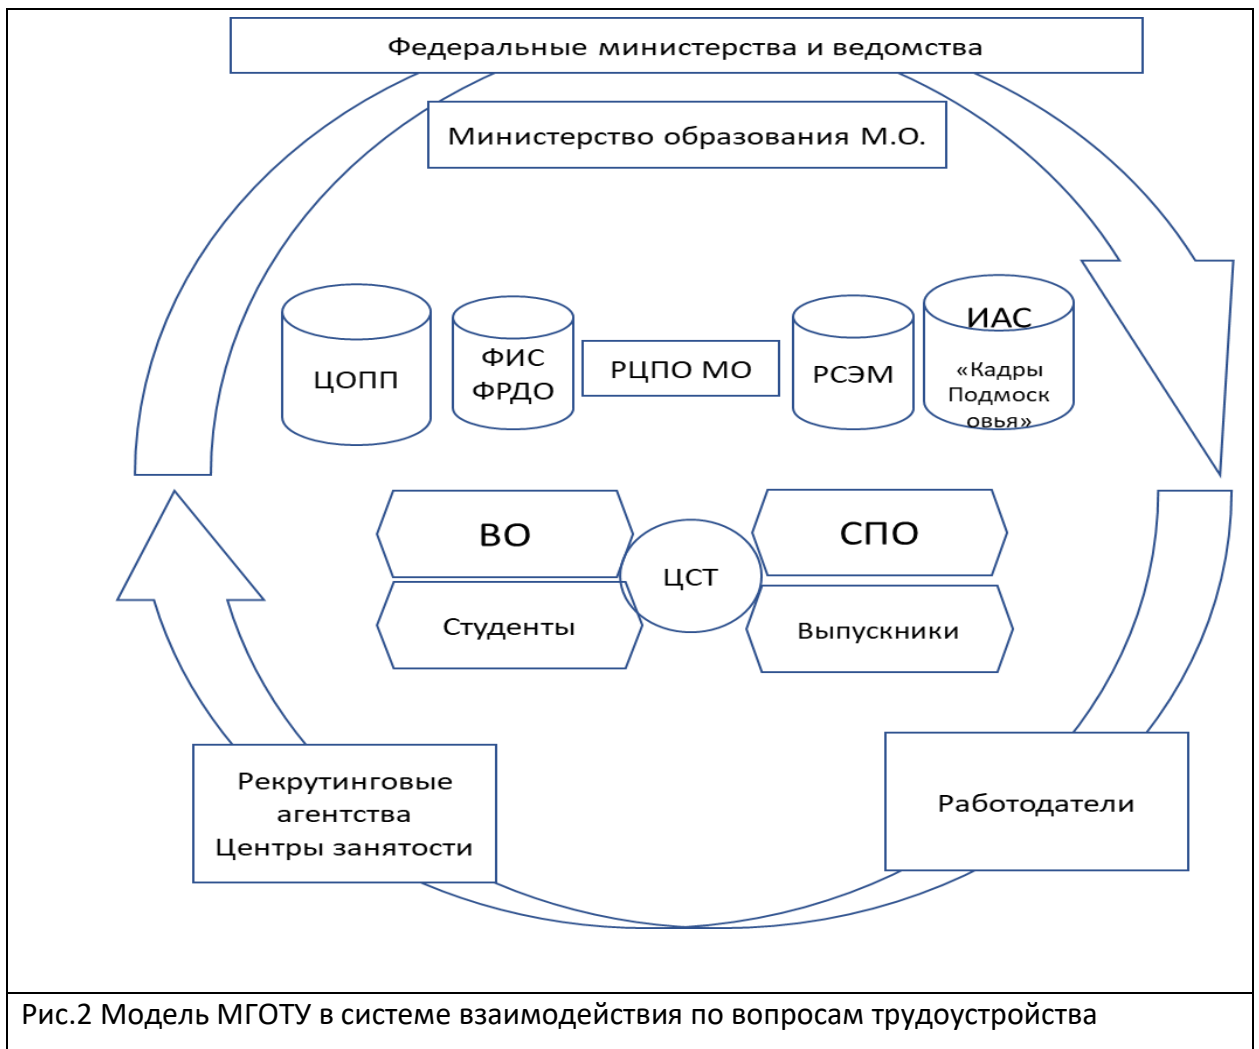 Федеральные министерства и ведомства
Министерство образования М.О.
ЦОПП
ФИС
ФРДО
РЦПО МО
РСЭМ
ИАС
«Кадры
Подмоск
овья»
ВО
СПО
ЦСТ
Студенты
Выпускники
Рекрутинговые
агентства
Центры занятости
Работодатели
Рис.2 Модель МГОТУ в системе взаимодействия по вопросам трудоустройства